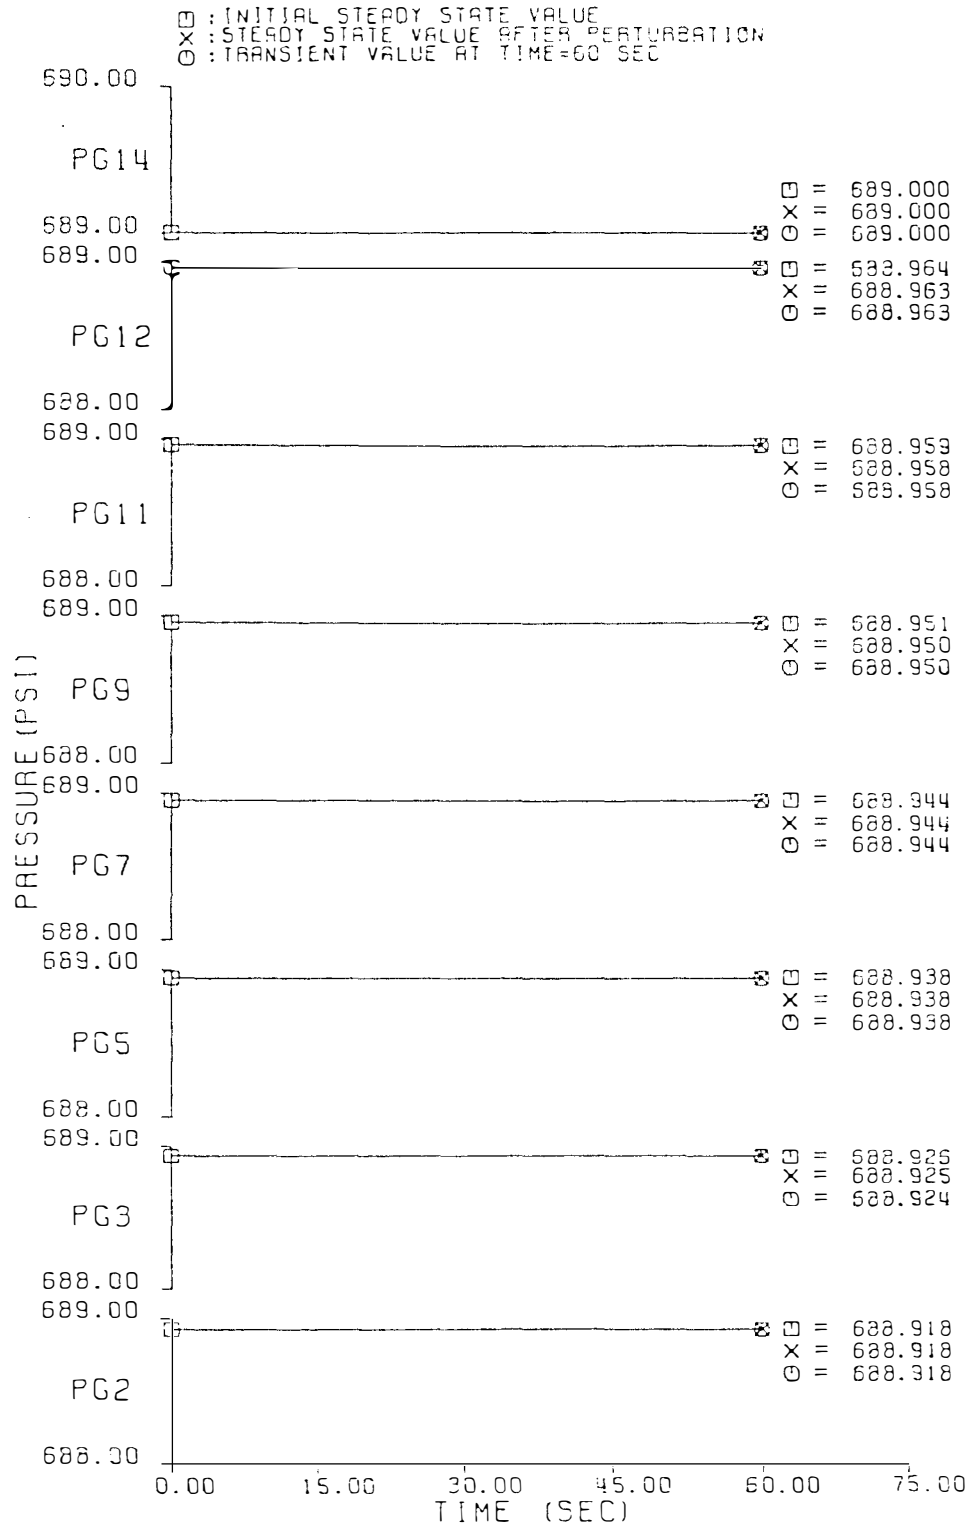 : INITIAL STEADY STATE VALUE
X : STEADY STATE VALUE AFTER PERTURBATION
: TRANSIENT VALUE AT TIME=60 SEC
690.00
PG14
689.00
= 689.000
X = 689.000
= 689.000
689.00
PG12
688.00
= 688.964
X = 688.963
= 688.963
689.00
PG11
688.00
= 688.959
X = 688.958
= 688.958
689.00
PG9
688.00
= 688.951
X = 688.950
= 688.950
689.00
PG7
688.00
= 688.944
X = 688.944
= 688.944
689.00
PG5
688.00
= 688.938
X = 688.938
= 688.938
689.00
PG3
688.00
= 688.926
X = 688.925
= 688.924
689.00
PG2
688.00
= 688.918
X = 688.918
= 688.918
PRESSURE (PSI)
0.00 15.00 30.00 45.00 60.00 75.00
TIME (SEC)